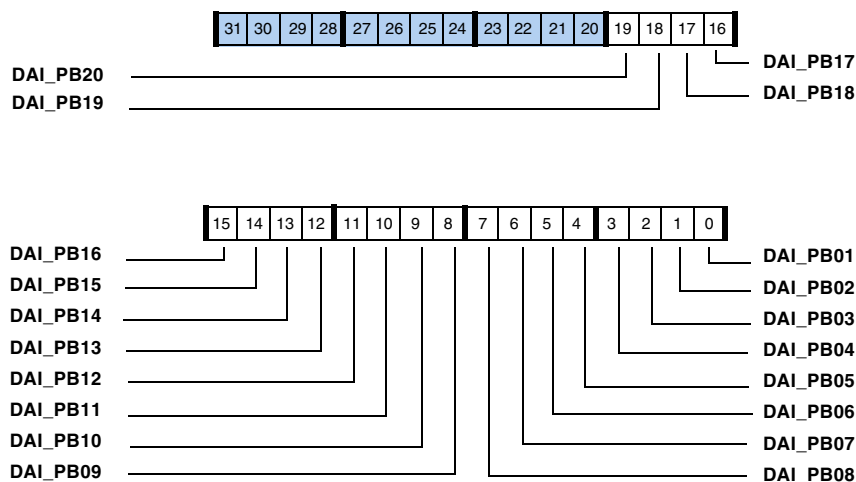 31 30 29 28 27 26 25 24 23 22 21 20 19 18 17 16
DAI_PB20
DAI_PB19
DAI_PB17
DAI_PB18
15 14 13 12 11 10 9 8 7 6 5 4 3 2 1 0
DAI_PB16
DAI_PB15
DAI_PB14
DAI_PB13
DAI_PB12
DAI_PB11
DAI_PB10
DAI_PB09
DAI_PB01
DAI_PB02
DAI_PB03
DAI_PB04
DAI_PB05
DAI_PB06
DAI_PB07
DAI_PB08